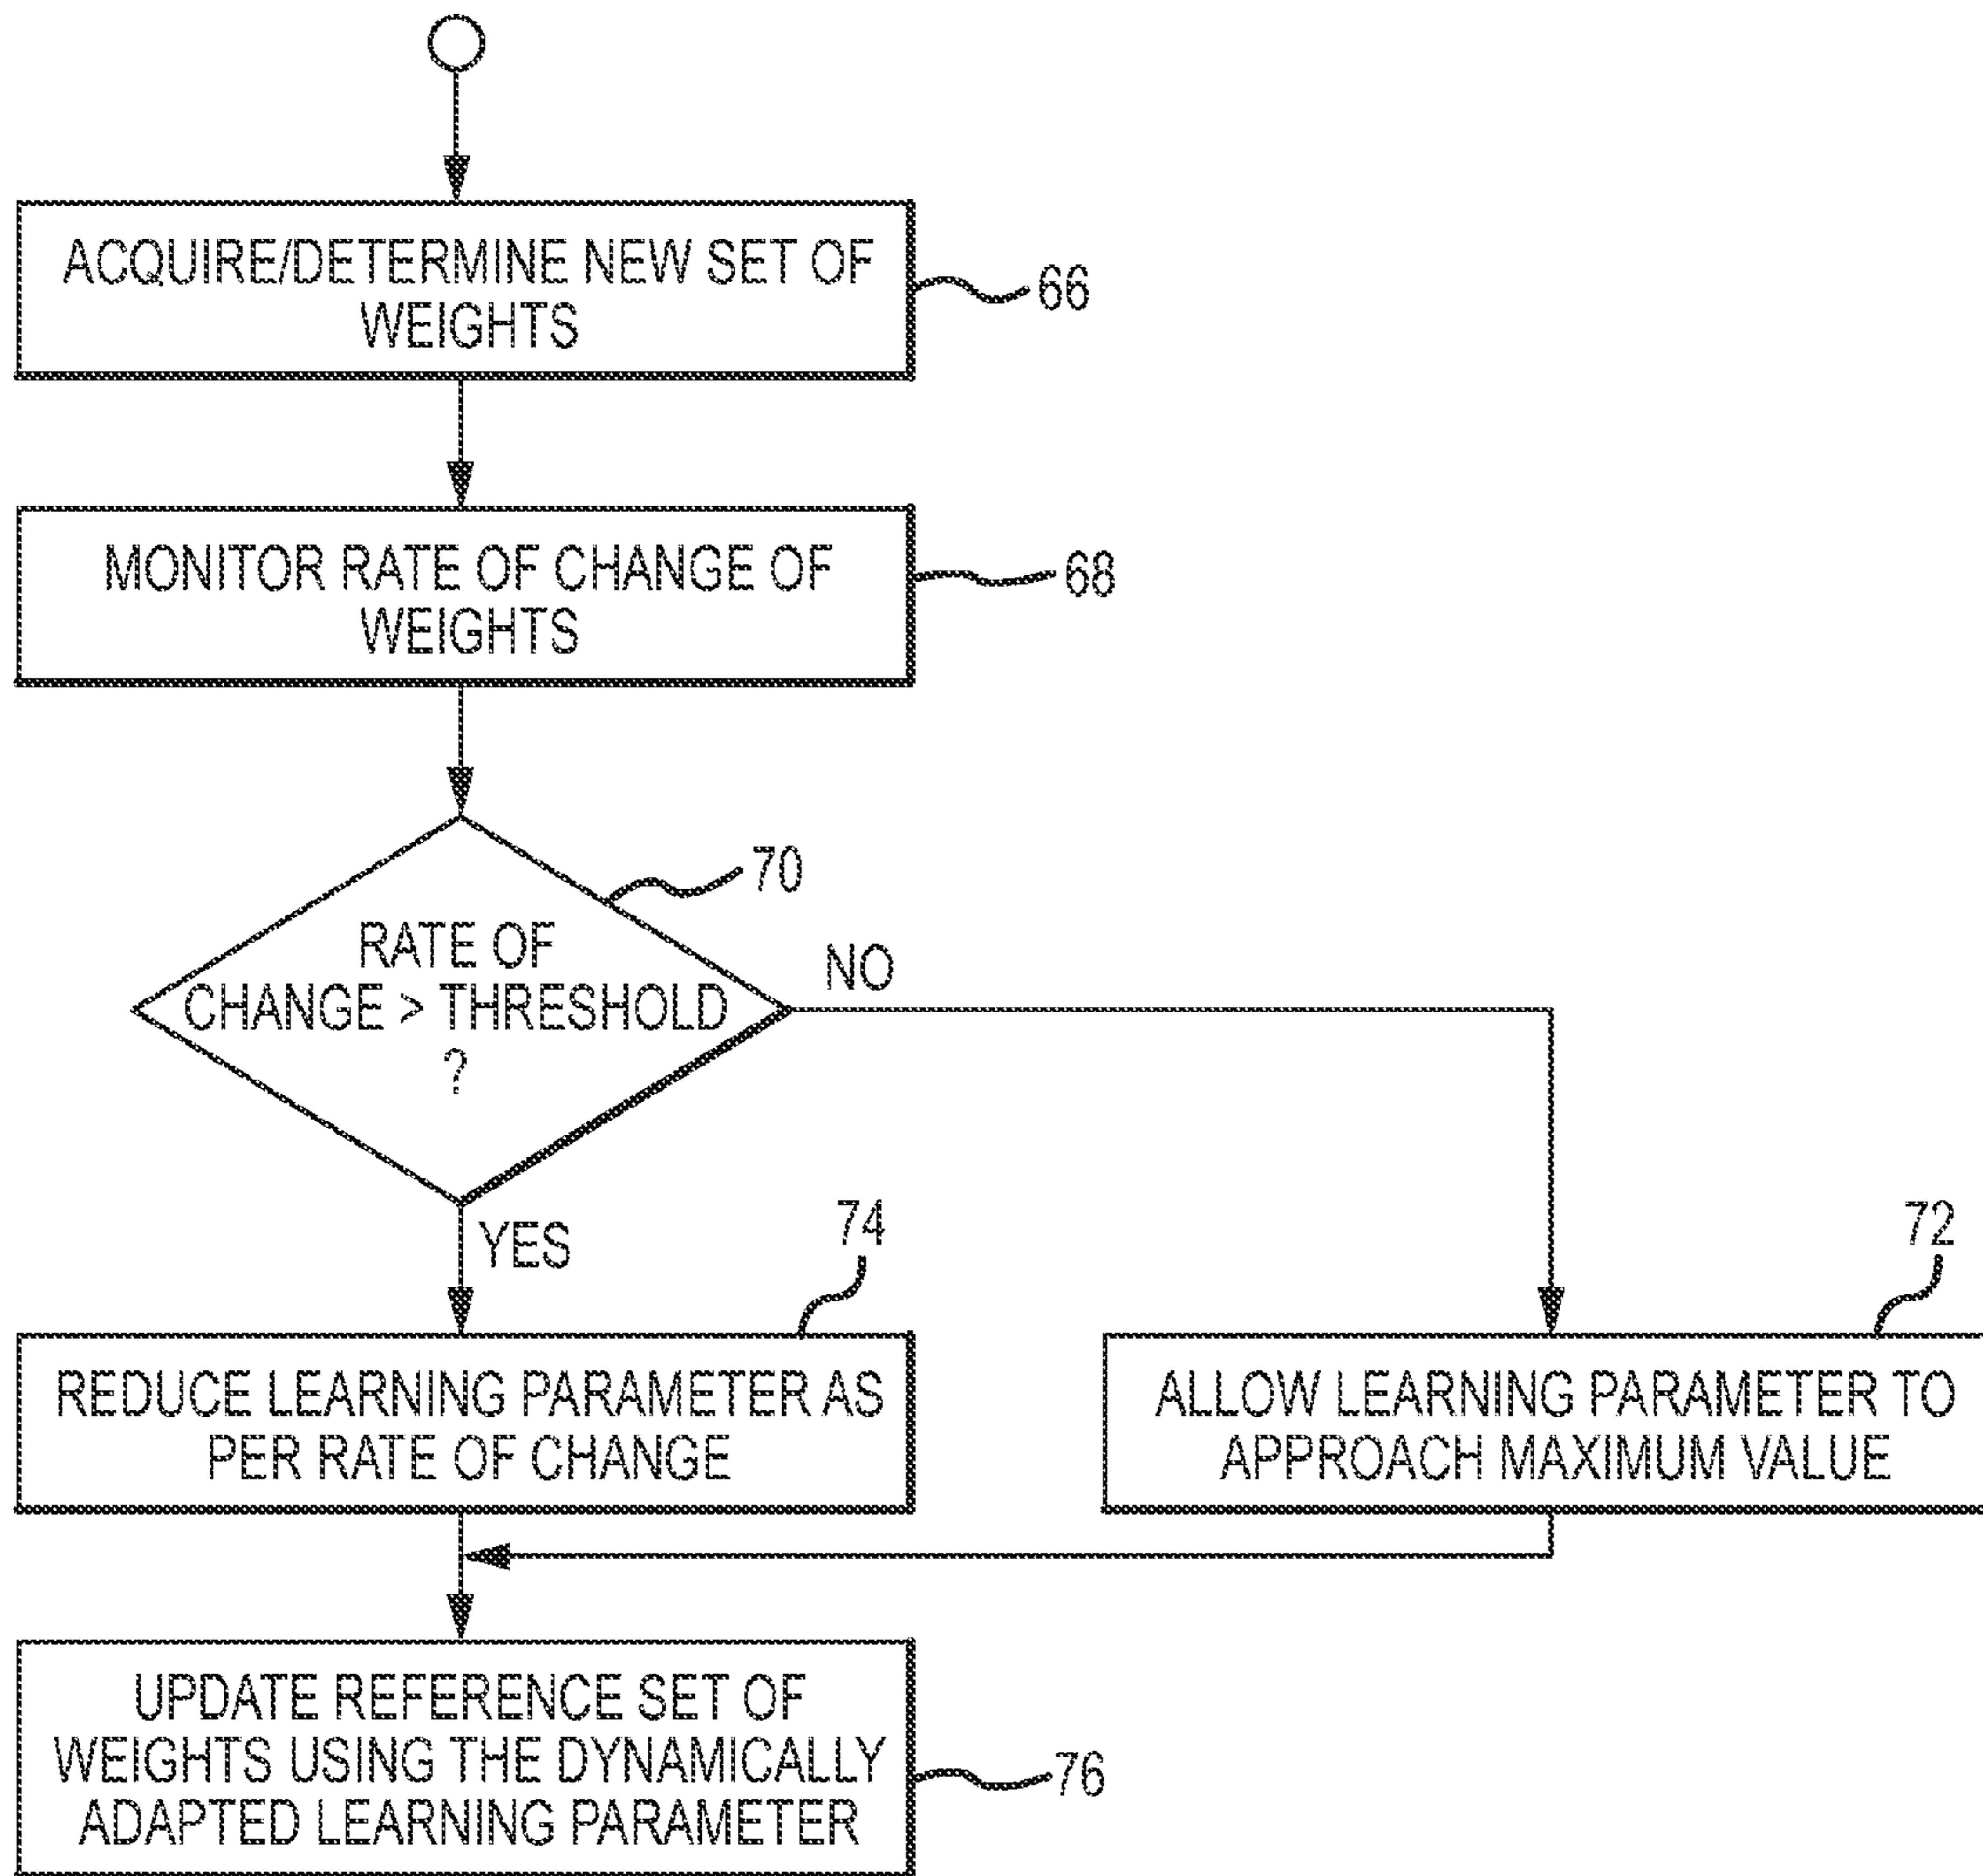 ACQUIRE/DETERMINE NEW SET OF
WEIGHTS
66
MONITOR RATE OF CHANGE OF
WEIGHTS
68
70
RATE OF
CHANGE > THRESHOLD
?
NO
YES
74
72
REDUCE LEARNING PARAMETER AS
PER RATE OF CHANGE
ALLOW LEARNING PARAMETER TO
APPROACH MAXIMUM VALUE
UPDATE REFERENCE SET OF
WEIGHTS USING THE DYNAMICALLY
ADAPTED LEARNING PARAMETER
76